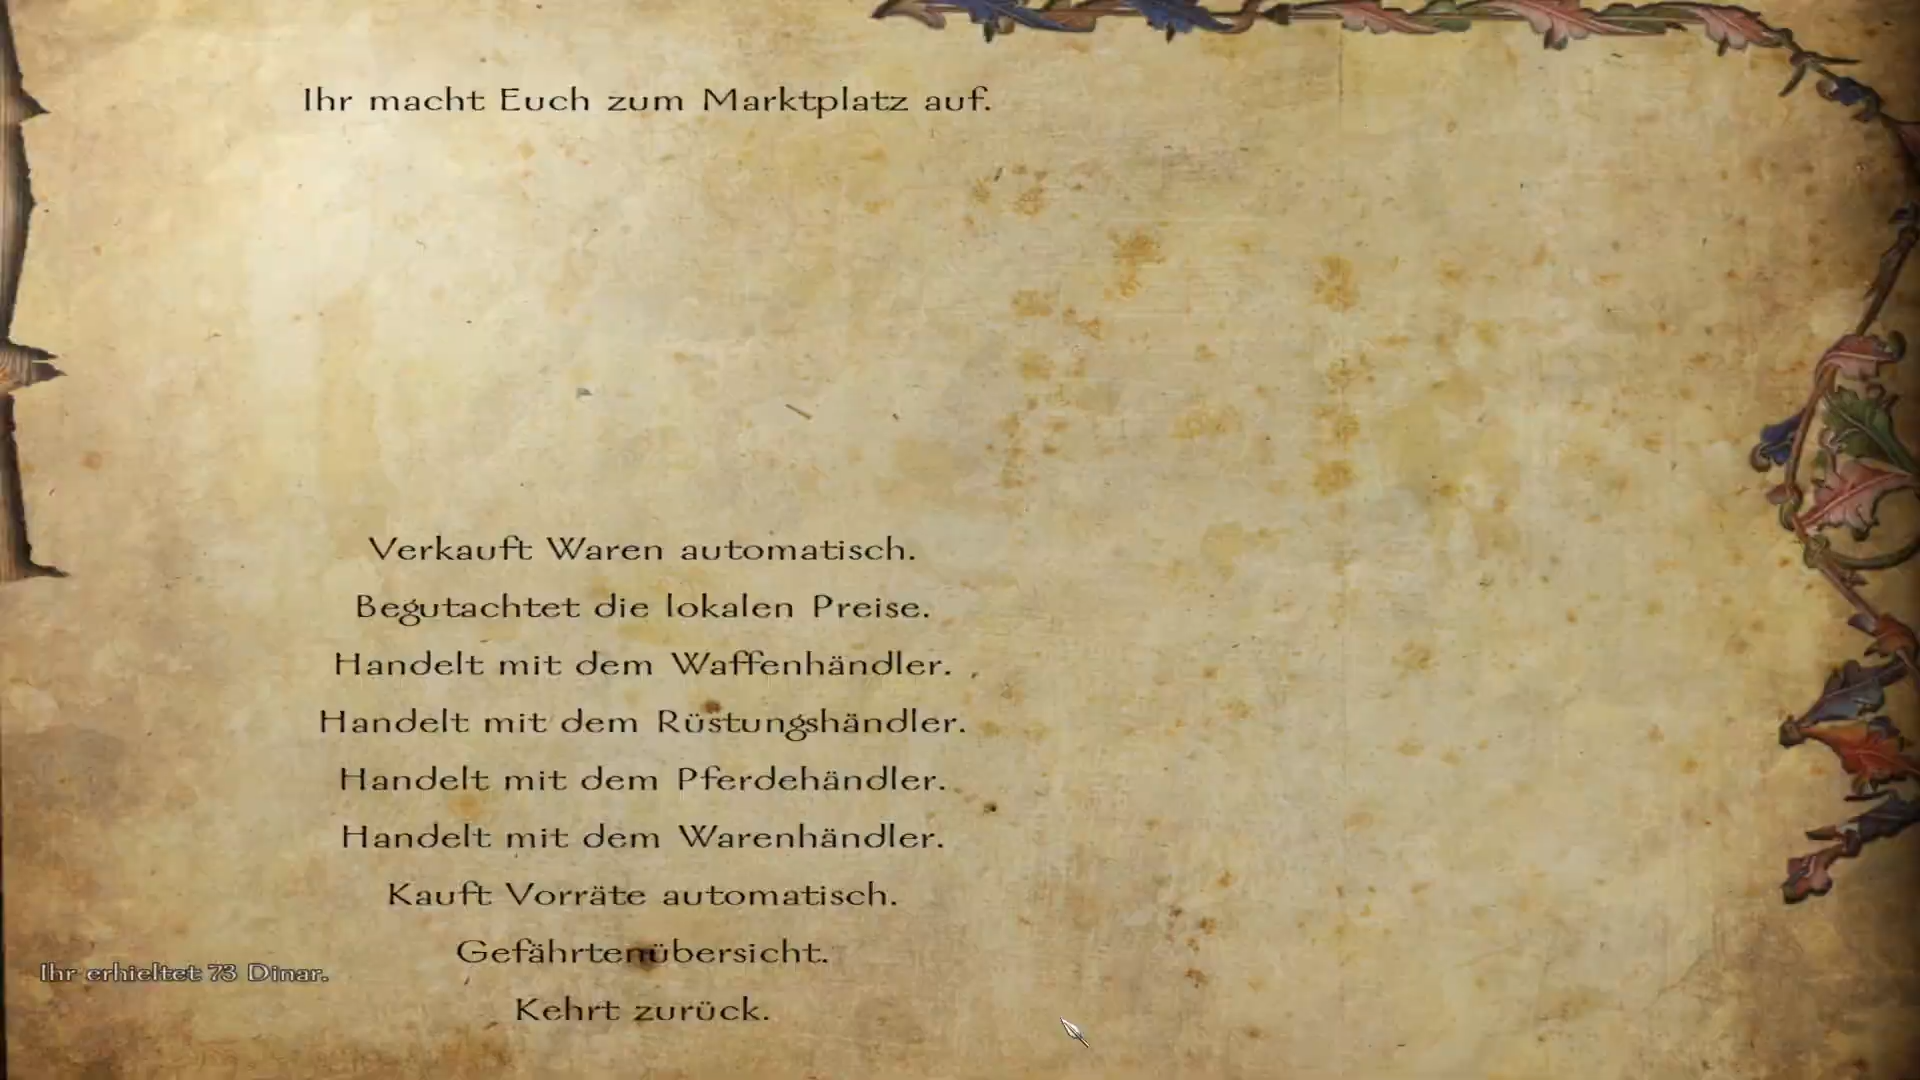 Ihr macht Euch zum Marktplatz auf.
Verkauft Waren automatisch.
Begutachtet die lokalen Preise.
Handelt mit dem Waffenhändler.
Handelt mit dem Rüstungshändler.
Handelt mit dem Pferdehändler.
Handelt mit dem Warenhändler.
Kauft Vorräte automatisch.
Gefährtenübersicht.
Ihr erhieltet 73 Dinar.
Kehrt zurück.